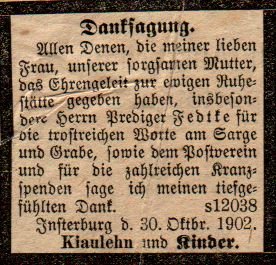 Danksagung.
Allen Denen, die meiner lieben
Frau, unserer sorgsamen Mutter,
das Ehrengeleit zur ewigen Ruhe-
stätte gegeben haben, insbeson-
dere Herrn Prediger Fedtke für
die trostreichen Worte am Sarge
und Grabe, sowie dem Postverein
und für die zahlreichen Kranz-
spenden sage ich meinen tiefge-
fühlten Dank. s12038
Insterburg d. 30. Oktbr. 1902.
Kiaulehn und Kinder.